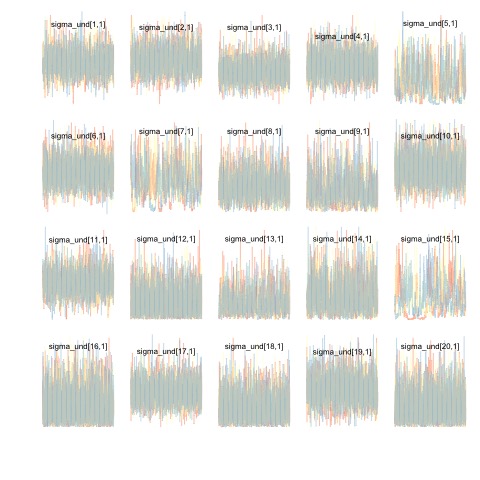 sigma_und[1,1]
sigma_und[2,1]
sigma_und[3,1]
sigma_und[4,1]
sigma_und[5,1]
sigma_und[6,1]
sigma_und[7,1]
sigma_und[8,1]
sigma_und[9,1]
sigma_und[10,1]
sigma_und[11,1]
sigma_und[12,1]
sigma_und[13,1]
sigma_und[14,1]
sigma_und[15,1]
sigma_und[16,1]
sigma_und[17,1]
sigma_und[18,1]
sigma_und[19,1]
sigma_und[20,1]